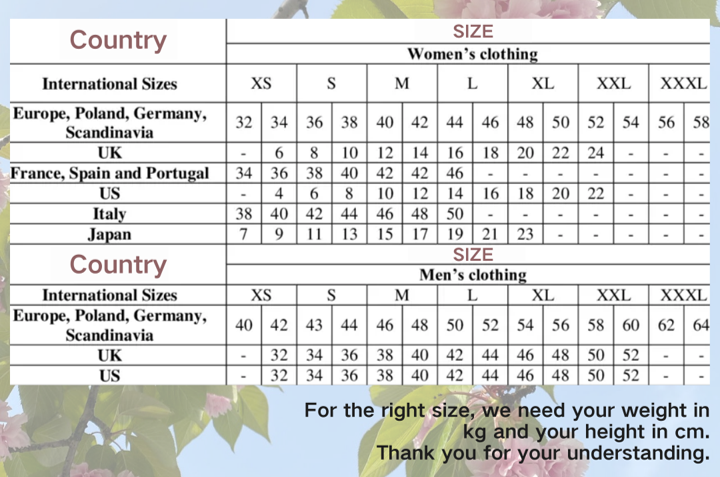 Country SIZE
Women's clothing
International Sizes XS S M L XL XXL XXXL
Europe, Poland, Germany, Scandinavia 32 34 36 38 40 42 44 46 48 50 52 54 56 58
UK - 6 8 10 12 14 16 18 20 22 24 - - -
France, Spain and Portugal 34 36 38 40 42 42 46 - - - - - - -
US - 4 6 8 10 12 14 16 18 20 22 - - -
Italy 38 40 42 44 46 48 50 - - - - - - -
Japan 7 9 11 13 15 17 19 21 23 - - - - -
Country SIZE
Men's clothing
International Sizes XS S M L XL XXL XXXL
Europe, Poland, Germany, Scandinavia 40 42 43 44 46 48 50 52 54 56 58 60 62 64
UK - 32 34 36 38 40 42 44 46 48 50 52 - -
US - 32 34 36 38 40 42 44 46 48 50 52 - -
For the right size, we need your weight in
kg and your height in cm.
Thank you for your understanding.